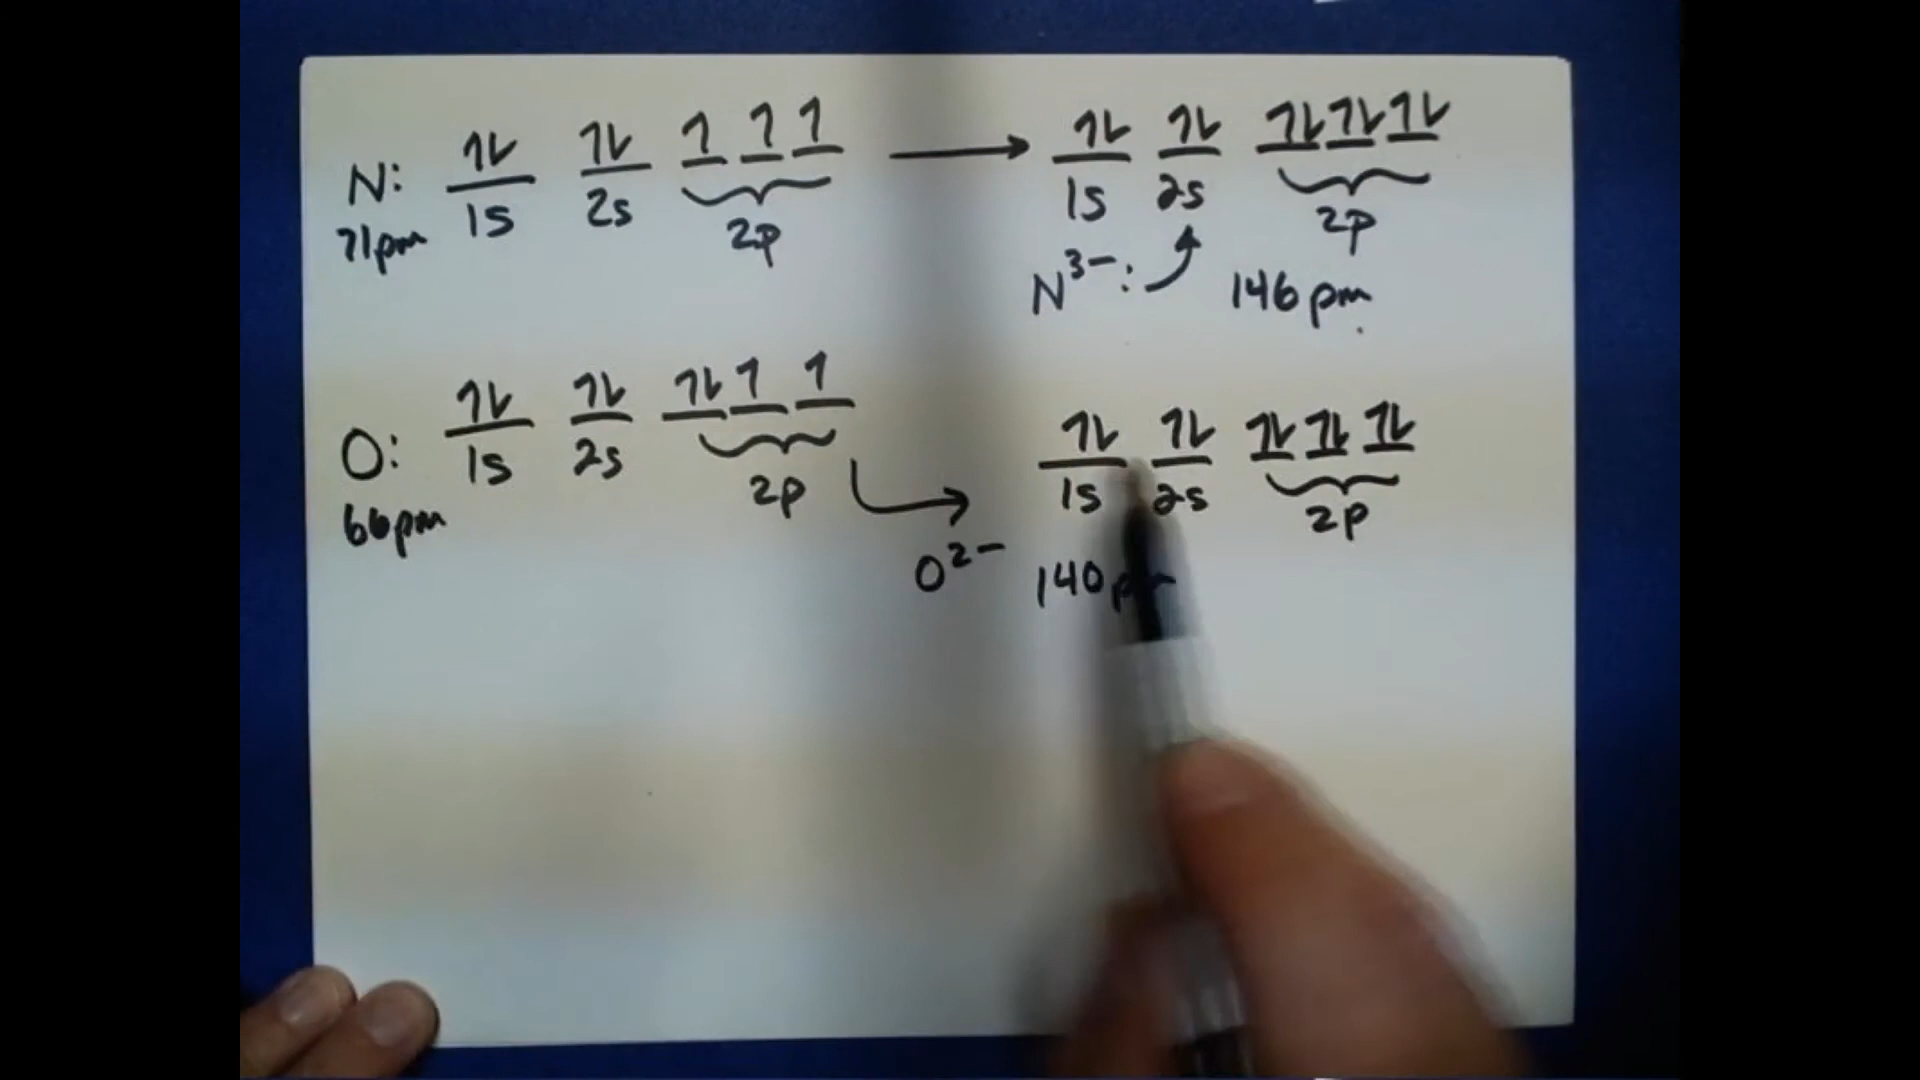 N: 1s 2s 2p → 1s 2s 2p
71pm N³⁻: 146 pm
O: 1s 2s 2p → 1s 2s 2p
66pm O²⁻ 140 pm